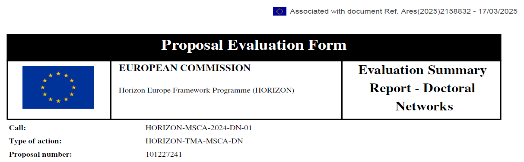 Associated with document Ref. Ares(2025)2158832 - 17/03/2025
Proposal Evaluation Form
EUROPEAN COMMISSION
Horizon Europe Framework Programme (HORIZON)
Evaluation Summary
Report - Doctoral
Networks
Call: HORIZON-MSCA-2024-DN-01
Type of action: HORIZON-TMA-MSCA-DN
Proposal number: 101227241